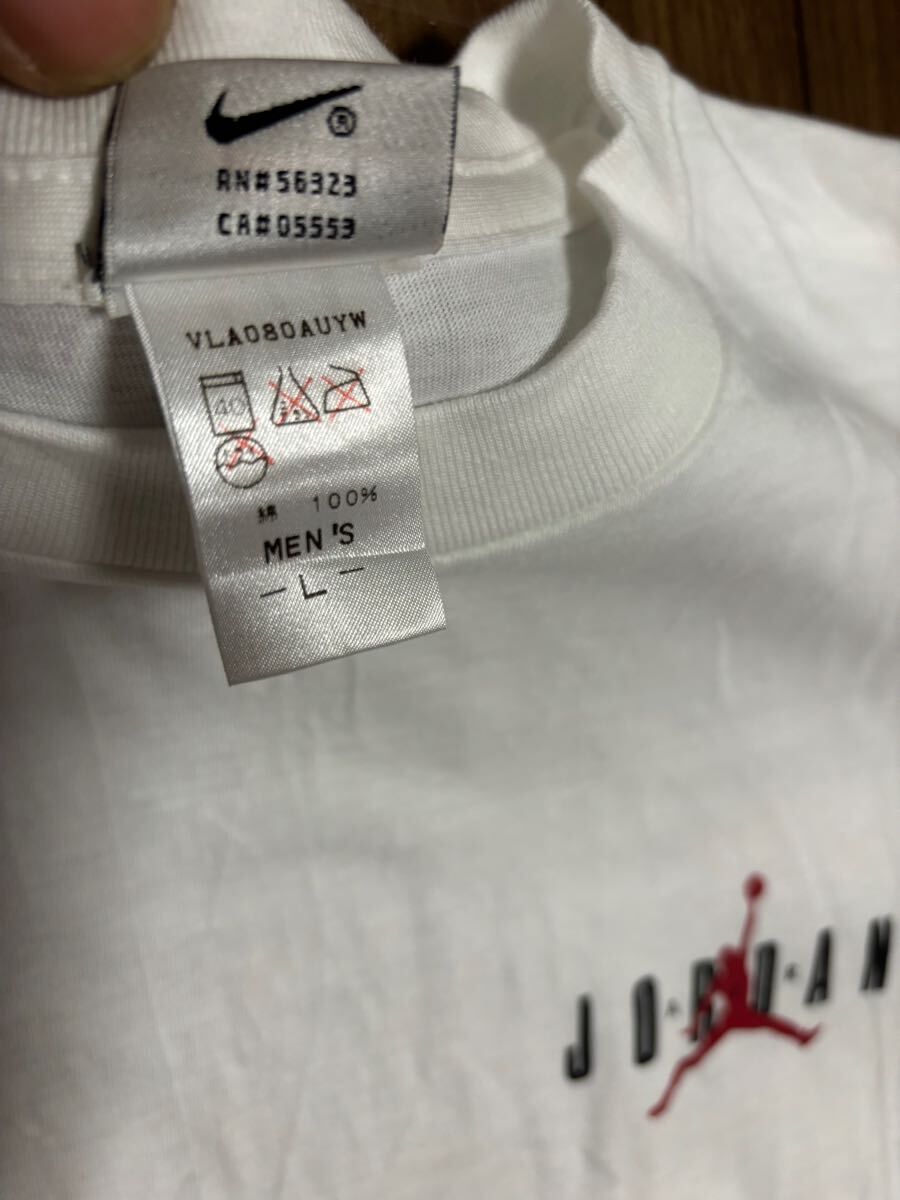 ®
RN#56323
CA#05553
VLA080AUYW
40
綿 100%
MEN'S
-L-
JORDAN